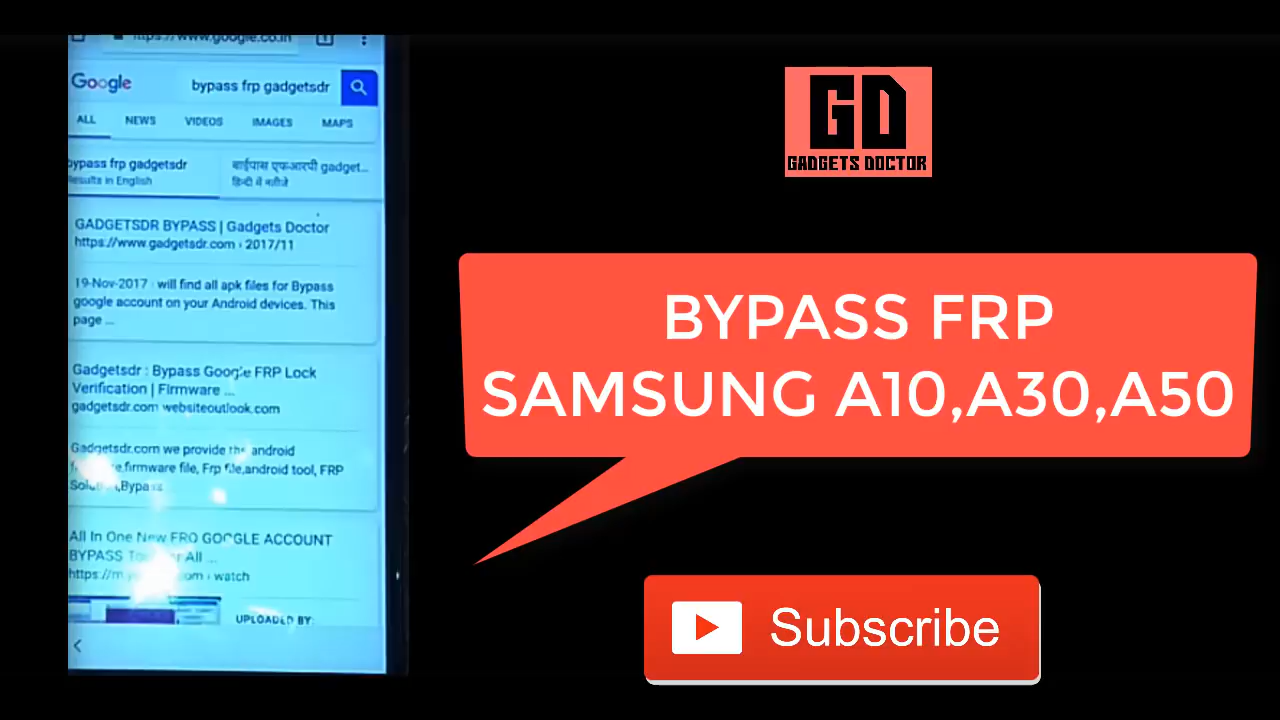 https://www.google.co.in
Google
bypass frp gadgetsdr
ALL NEWS VIDEOS IMAGES MAPS
bypass frp gadgetsdr
Results in English
बाईपास एफआरपी gadget...
हिन्दी में नतीजे
GADGETSDR BYPASS | Gadgets Doctor
https://www.gadgetsdr.com › 2017/11
19-Nov-2017 · will find all apk files for Bypass
google account on your Android devices. This
page ...
Gadgetsdr : Bypass Google FRP Lock
Verification | Firmware ...
gadgetsdr.com.websiteoutlook.com
Gadgetsdr.com we provide the android
firmware file, Frp file,android tool, FRP
Solution,Bypass
All In One New FRO GOOGLE ACCOUNT
BYPASS All ...
https://m com › watch
UPLOADED BY:
GD
GADGETS DOCTOR
BYPASS FRP
SAMSUNG A10,A30,A50
Subscribe